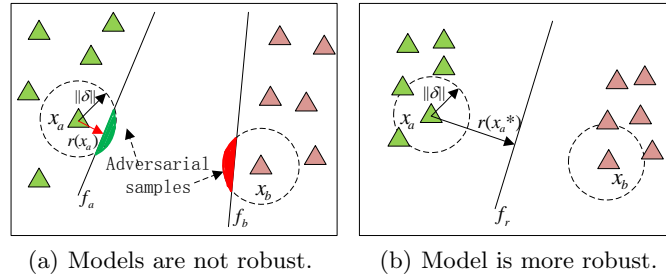 ‖δ‖
x_a
r(x_a)
Adversarial
samples
f_a
f_b
x_b
(a) Models are not robust.
‖δ‖
x_a
r(x_a*)
x_b
f_r
(b) Model is more robust.